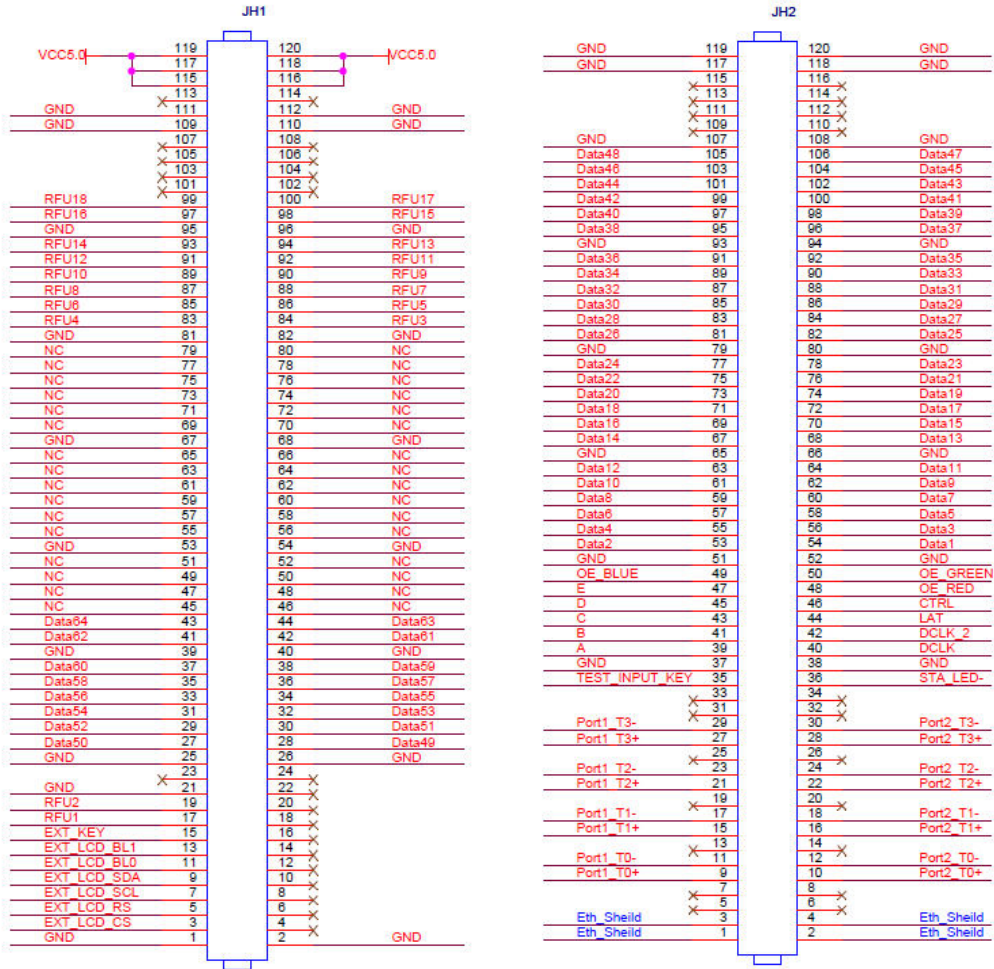 JH1
VCC5.0 119 120 VCC5.0
117 118
115 116
113 114
GND 111 112 GND
GND 109 110 GND
107 108
105 106
103 104
101 102
RFU18 99 100 RFU17
RFU16 97 98 RFU15
GND 95 96 GND
RFU14 93 94 RFU13
RFU12 91 92 RFU11
RFU10 89 90 RFU9
RFU8 87 88 RFU7
RFU6 85 86 RFU5
RFU4 83 84 RFU3
GND 81 82 GND
NC 79 80 NC
NC 77 78 NC
NC 75 76 NC
NC 73 74 NC
NC 71 72 NC
NC 69 70 NC
GND 67 68 GND
NC 65 66 NC
NC 63 64 NC
NC 61 62 NC
NC 59 60 NC
NC 57 58 NC
NC 55 56 NC
GND 53 54 GND
NC 51 52 NC
NC 49 50 NC
NC 47 48 NC
NC 45 46 NC
Data64 43 44 Data63
Data62 41 42 Data61
GND 39 40 GND
Data60 37 38 Data59
Data58 35 36 Data57
Data56 33 34 Data55
Data54 31 32 Data53
Data52 29 30 Data51
Data50 27 28 Data49
GND 25 26 GND
23 24
GND 21 22
RFU2 19 20
RFU1 17 18
EXT_KEY 15 16
EXT_LCD_BL1 13 14
EXT_LCD_BL0 11 12
EXT_LCD_SDA 9 10
EXT_LCD_SCL 7 8
EXT_LCD_RS 5 6
EXT_LCD_CS 3 4
GND 1 2 GND
JH2
GND 119 120 GND
GND 117 118 GND
115 116
113 114
111 112
109 110
GND 107 108 GND
Data48 105 106 Data47
Data46 103 104 Data45
Data44 101 102 Data43
Data42 99 100 Data41
Data40 97 98 Data39
Data38 95 96 Data37
GND 93 94 GND
Data36 91 92 Data35
Data34 89 90 Data33
Data32 87 88 Data31
Data30 85 86 Data29
Data28 83 84 Data27
Data26 81 82 Data25
GND 79 80 GND
Data24 77 78 Data23
Data22 75 76 Data21
Data20 73 74 Data19
Data18 71 72 Data17
Data16 69 70 Data15
Data14 67 68 Data13
GND 65 66 GND
Data12 63 64 Data11
Data10 61 62 Data9
Data8 59 60 Data7
Data6 57 58 Data5
Data4 55 56 Data3
Data2 53 54 Data1
GND 51 52 GND
OE_BLUE 49 50 OE_GREEN
E 47 48 OE_RED
D 45 46 CTRL
C 43 44 LAT
B 41 42 DCLK_2
A 39 40 DCLK
GND 37 38 GND
TEST_INPUT_KEY 35 36 STA_LED-
33 34
31 32
Port1_T3- 29 30 Port2_T3-
Port1_T3+ 27 28 Port2_T3+
25 26
Port1_T2- 23 24 Port2_T2-
Port1_T2+ 21 22 Port2_T2+
19 20
Port1_T1- 17 18 Port2_T1-
Port1_T1+ 15 16 Port2_T1+
13 14
Port1_T0- 11 12 Port2_T0-
Port1_T0+ 9 10 Port2_T0+
7 8
5 6
Eth_Sheild 3 4 Eth_Sheild
Eth_Sheild 1 2 Eth_Sheild